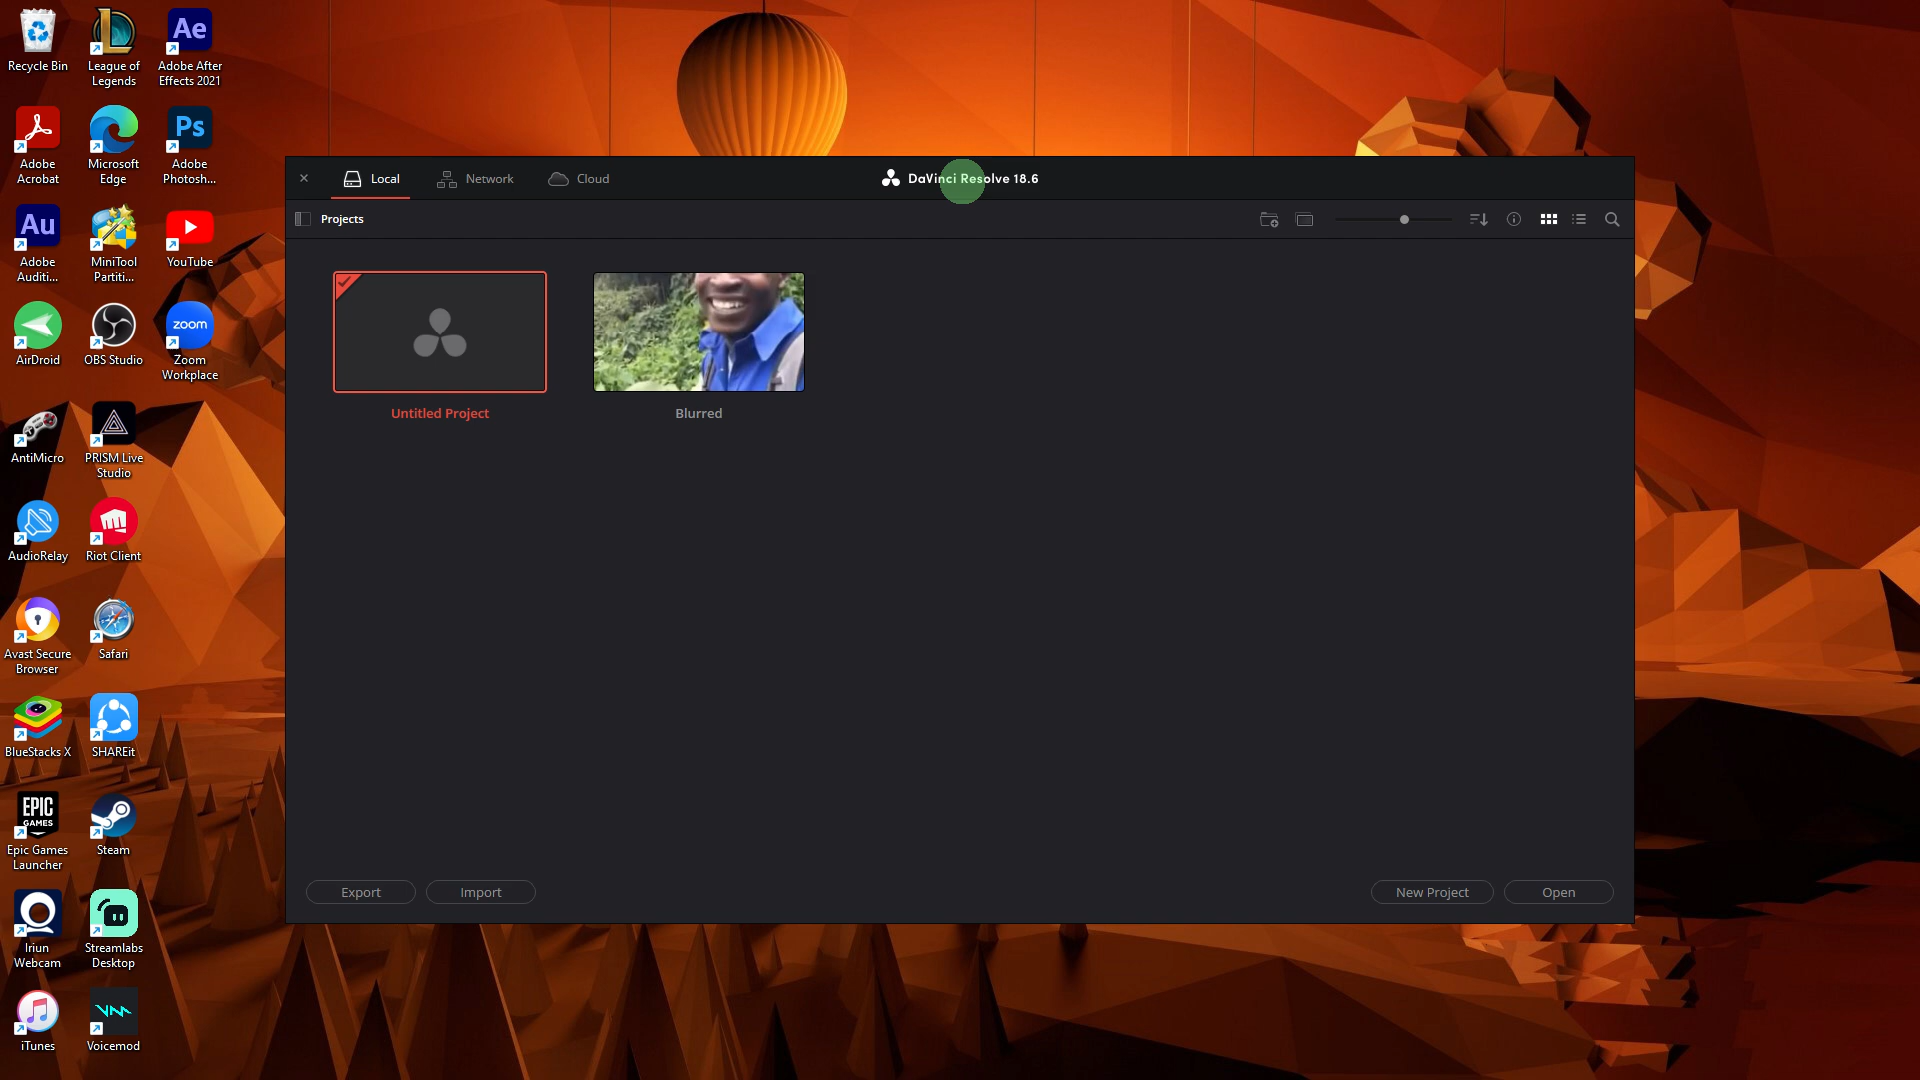 Recycle Bin
League of
Legends
Ae
Adobe After
Effects 2021
Adobe
Acrobat
Microsoft
Edge
Ps
Adobe
Photosh...
Au
Adobe
Auditi...
MiniTool
Partiti...
YouTube
AirDroid
OBS Studio
zoom
Zoom
Workplace
AntiMicro
PRISM Live
Studio
AudioRelay
Riot Client
Avast Secure
Browser
Safari
BlueStacks X
SHAREit
EPIC
GAMES
Epic Games
Launcher
Steam
Iriun
Webcam
Streamlabs
Desktop
iTunes
Voicemod
Local
Network
Cloud
DaVinci Resolve 18.6
Projects
Untitled Project
Blurred
Export
Import
New Project
Open